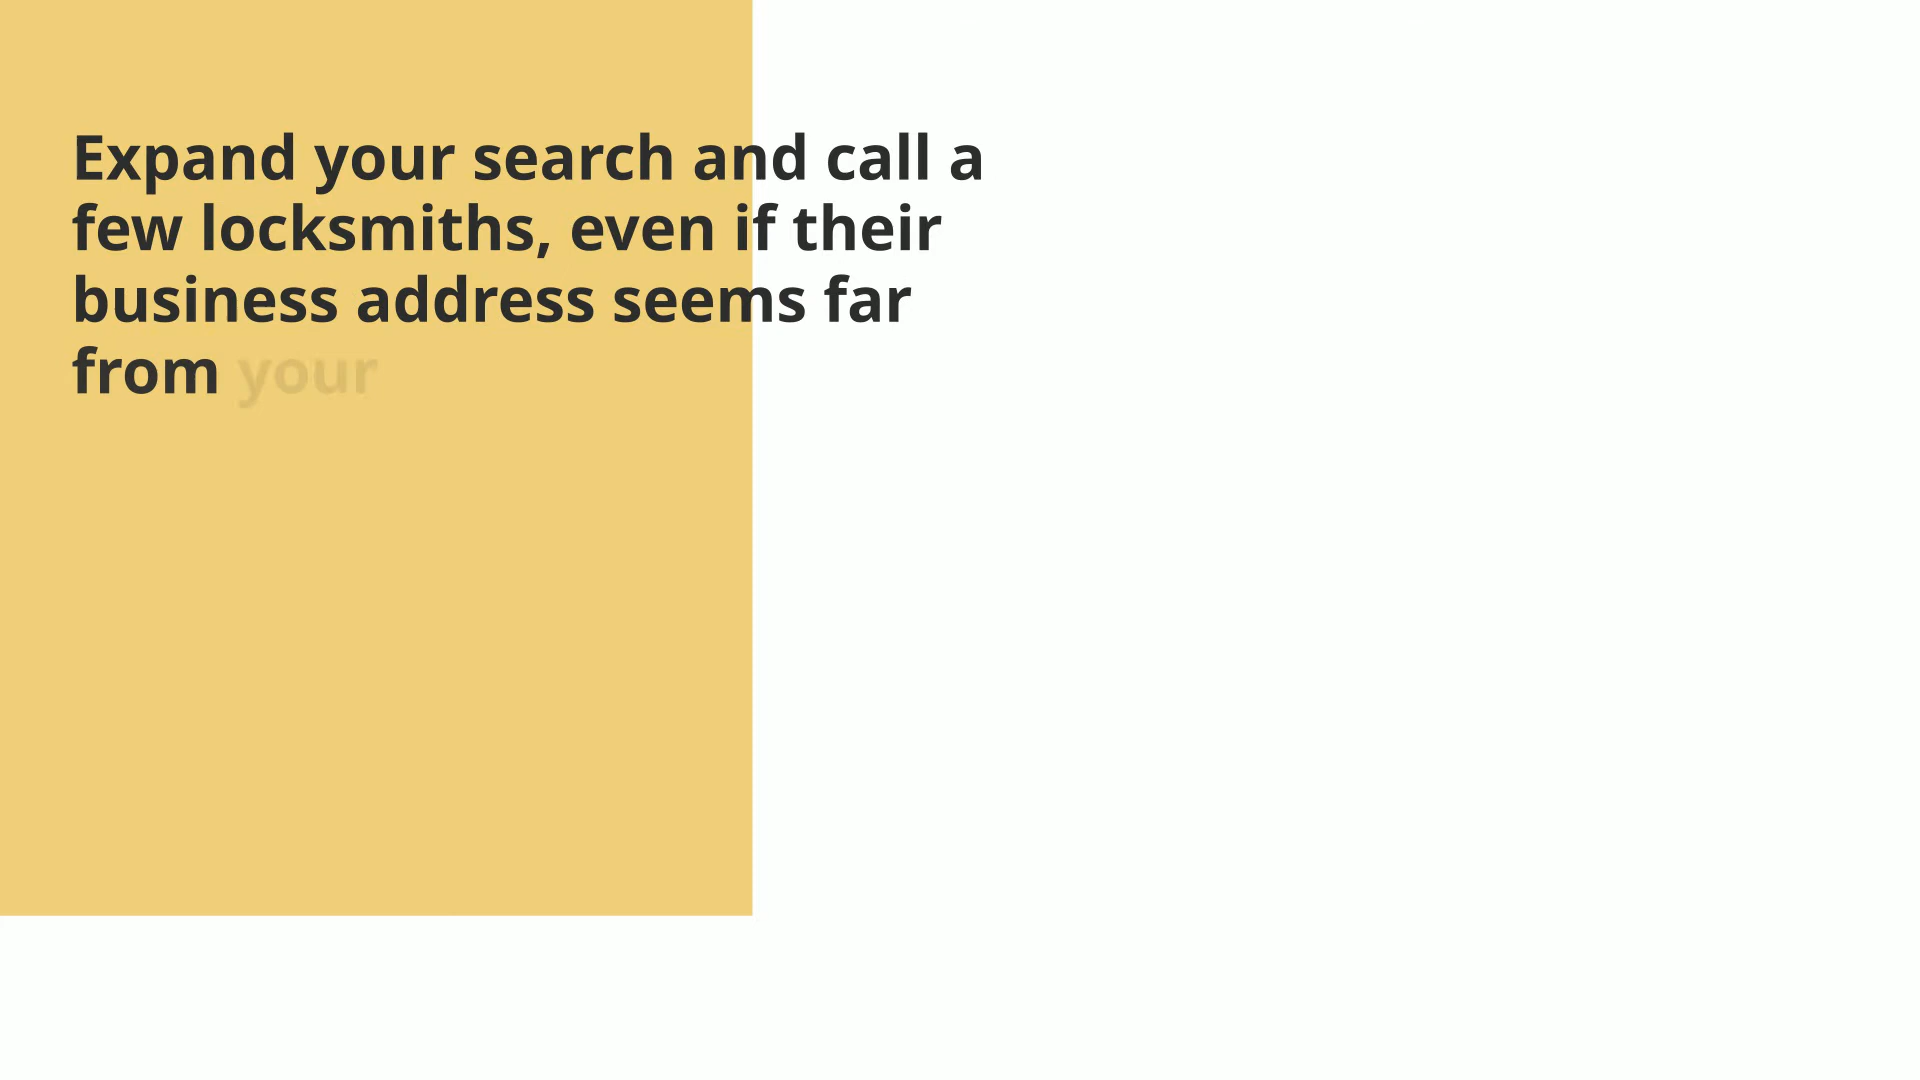 Expand your search and call a
few locksmiths, even if their
business address seems far
from your